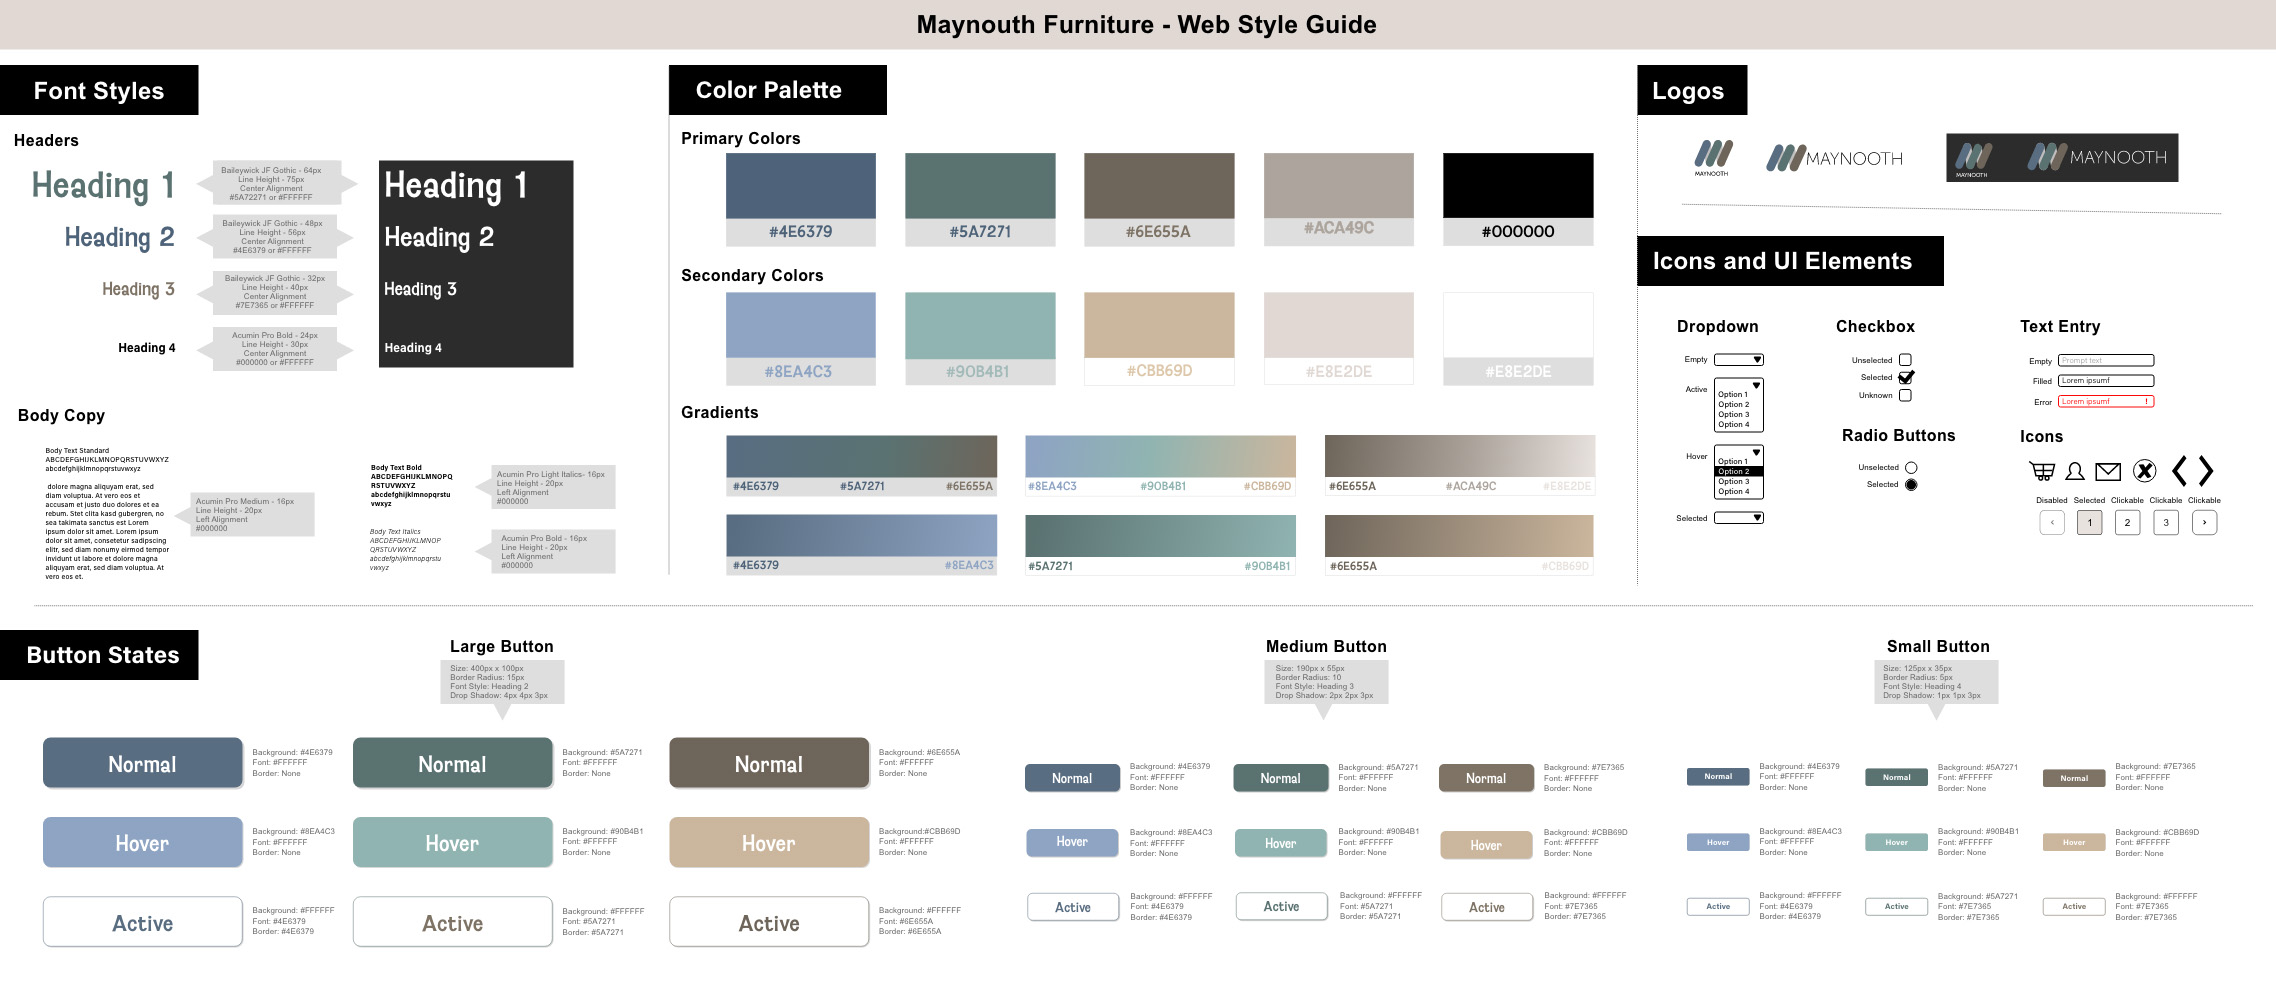 Maynouth Furniture - Web Style Guide
Font Styles
Headers
Heading 1
Baileywick JF Gothic - 64px
Line Height - 75px
Center Alignment
#5A72271 or #FFFFFF
Heading 1
Heading 2
Baileywick JF Gothic - 48px
Line Height - 56px
Center Alignment
#4E6379 or #FFFFFF
Heading 2
Heading 3
Baileywick JF Gothic - 32px
Line Height - 40px
Center Alignment
#7E7365 or #FFFFFF
Heading 3
Heading 4
Acumin Pro Bold - 24px
Line Height - 30px
Center Alignment
#000000 or #FFFFFF
Heading 4
Body Copy
Body Text Standard
ABCDEFGHIJKLMNOPQRSTUVWXYZ
abcdefghijklmnopqrstuvwxyz
dolore magna aliquyam erat, sed
diam voluptua. At vero eos et
accusam et justo duo dolores et ea
rebum. Stet clita kasd gubergren, no
sea takimata sanctus est Lorem
ipsum dolor sit amet. Lorem ipsum
dolor sit amet, consetetur sadipscing
elitr, sed diam nonumy eirmod tempor
invidunt ut labore et dolore magna
aliquyam erat, sed diam voluptua. At
vero eos et.
Acumin Pro Medium - 16px
Line Height - 20px
Left Alignment
#000000
Body Text Bold
ABCDEFGHIJKLMNOPQ
RSTUVWXYZ
abcdefghijklmnopqrstu
vwxyz
Acumin Pro Light Italics- 16px
Line Height - 20px
Left Alignment
#000000
Body Text Italics
ABCDEFGHIJKLMNOP
QRSTUVWXYZ
abcdefghijklmnopqrstu
vwxyz
Acumin Pro Bold - 16px
Line Height - 20px
Left Alignment
#000000
Color Palette
Primary Colors
#4E6379
#5A7271
#6E655A
#ACA49C
#000000
Secondary Colors
#8EA4C3
#90B4B1
#CBB69D
#E8E2DE
#E8E2DE
Gradients
#4E6379 #5A7271 #6E655A
#8EA4C3 #90B4B1 #CBB69D
#6E655A #ACA49C #E8E2DE
#4E6379 #8EA4C3
#5A7271 #90B4B1
#6E655A #CBB69D
Logos
MAYNOOTH
MAYNOOTH
MAYNOOTH
MAYNOOTH
Icons and UI Elements
Dropdown
Empty
Active
Option 1
Option 2
Option 3
Option 4
Hover
Option 1
Option 2
Option 3
Option 4
Selected
Checkbox
Unselected
Selected
Unknown
Radio Buttons
Unselected
Selected
Text Entry
Empty Prompt text
Filled Lorem ipsumf
Error Lorem ipsumf !
Icons
Disabled Selected Clickable Clickable Clickable
‹ 1 2 3 ›
Button States
Large Button
Size: 400px x 100px
Border Radius: 15px
Font Style: Heading 2
Drop Shadow: 4px 4px 3px
Normal
Background: #4E6379
Font: #FFFFFF
Border: None
Normal
Background: #5A7271
Font: #FFFFFF
Border: None
Normal
Background: #6E655A
Font: #FFFFFF
Border: None
Hover
Background: #8EA4C3
Font: #FFFFFF
Border: None
Hover
Background: #90B4B1
Font: #FFFFFF
Border: None
Hover
Background:#CBB69D
Font: #FFFFFF
Border: None
Active
Background: #FFFFFF
Font: #4E6379
Border: #4E6379
Active
Background: #FFFFFF
Font: #5A7271
Border: #5A7271
Active
Background: #FFFFFF
Font: #6E655A
Border: #6E655A
Medium Button
Size: 190px x 55px
Border Radius: 10
Font Style: Heading 3
Drop Shadow: 2px 2px 3px
Normal
Background: #4E6379
Font: #FFFFFF
Border: None
Normal
Background: #5A7271
Font: #FFFFFF
Border: None
Normal
Background: #7E7365
Font: #FFFFFF
Border: None
Hover
Background: #8EA4C3
Font: #FFFFFF
Border: None
Hover
Background: #90B4B1
Font: #FFFFFF
Border: None
Hover
Background: #CBB69D
Font: #FFFFFF
Border: None
Active
Background: #FFFFFF
Font: #4E6379
Border: #4E6379
Active
Background: #FFFFFF
Font: #5A7271
Border: #5A7271
Active
Background: #FFFFFF
Font: #7E7365
Border: #7E7365
Small Button
Size: 125px x 35px
Border Radius: 5px
Font Style: Heading 4
Drop Shadow: 1px 1px 3px
Normal
Background: #4E6379
Font: #FFFFFF
Border: None
Normal
Background: #5A7271
Font: #FFFFFF
Border: None
Normal
Background: #7E7365
Font: #FFFFFF
Border: None
Hover
Background: #8EA4C3
Font: #FFFFFF
Border: None
Hover
Background: #90B4B1
Font: #FFFFFF
Border: None
Hover
Background: #CBB69D
Font: #FFFFFF
Border: None
Active
Background: #FFFFFF
Font: #4E6379
Border: #4E6379
Active
Background: #5A7271
Font: #7E7365
Border: #7E7365
Active
Background: #FFFFFF
Font: #7E7365
Border: #7E7365